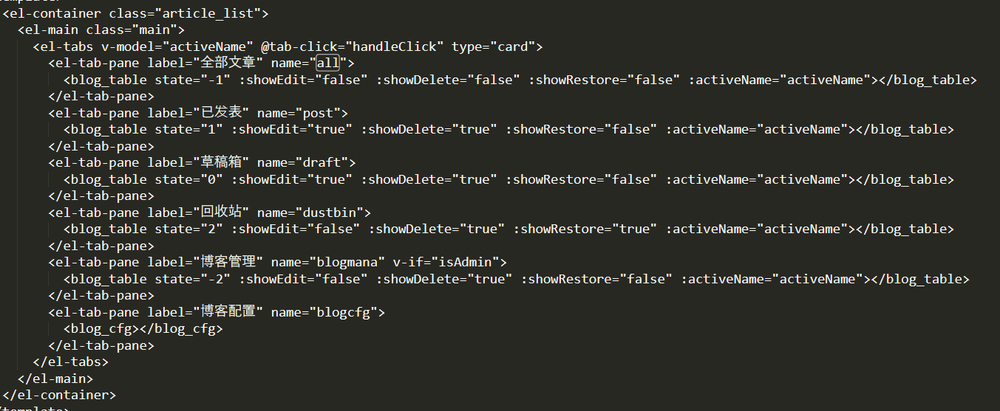 <el-container class="article_list">
<el-main class="main">
<el-tabs v-model="activeName" @tab-click="handleClick" type="card">
<el-tab-pane label="全部文章" name="all">
<blog_table state="-1" :showEdit="false" :showDelete="false" :showRestore="false" :activeName="activeName"></blog_table>
</el-tab-pane>
<el-tab-pane label="已发表" name="post">
<blog_table state="1" :showEdit="true" :showDelete="true" :showRestore="false" :activeName="activeName"></blog_table>
</el-tab-pane>
<el-tab-pane label="草稿箱" name="draft">
<blog_table state="0" :showEdit="true" :showDelete="true" :showRestore="false" :activeName="activeName"></blog_table>
</el-tab-pane>
<el-tab-pane label="回收站" name="dustbin">
<blog_table state="2" :showEdit="false" :showDelete="true" :showRestore="true" :activeName="activeName"></blog_table>
</el-tab-pane>
<el-tab-pane label="博客管理" name="blogmana" v-if="isAdmin">
<blog_table state="-2" :showEdit="false" :showDelete="true" :showRestore="false" :activeName="activeName"></blog_table>
</el-tab-pane>
<el-tab-pane label="博客配置" name="blogcfg">
<blog_cfg></blog_cfg>
</el-tab-pane>
</el-tabs>
</el-main>
</el-container>